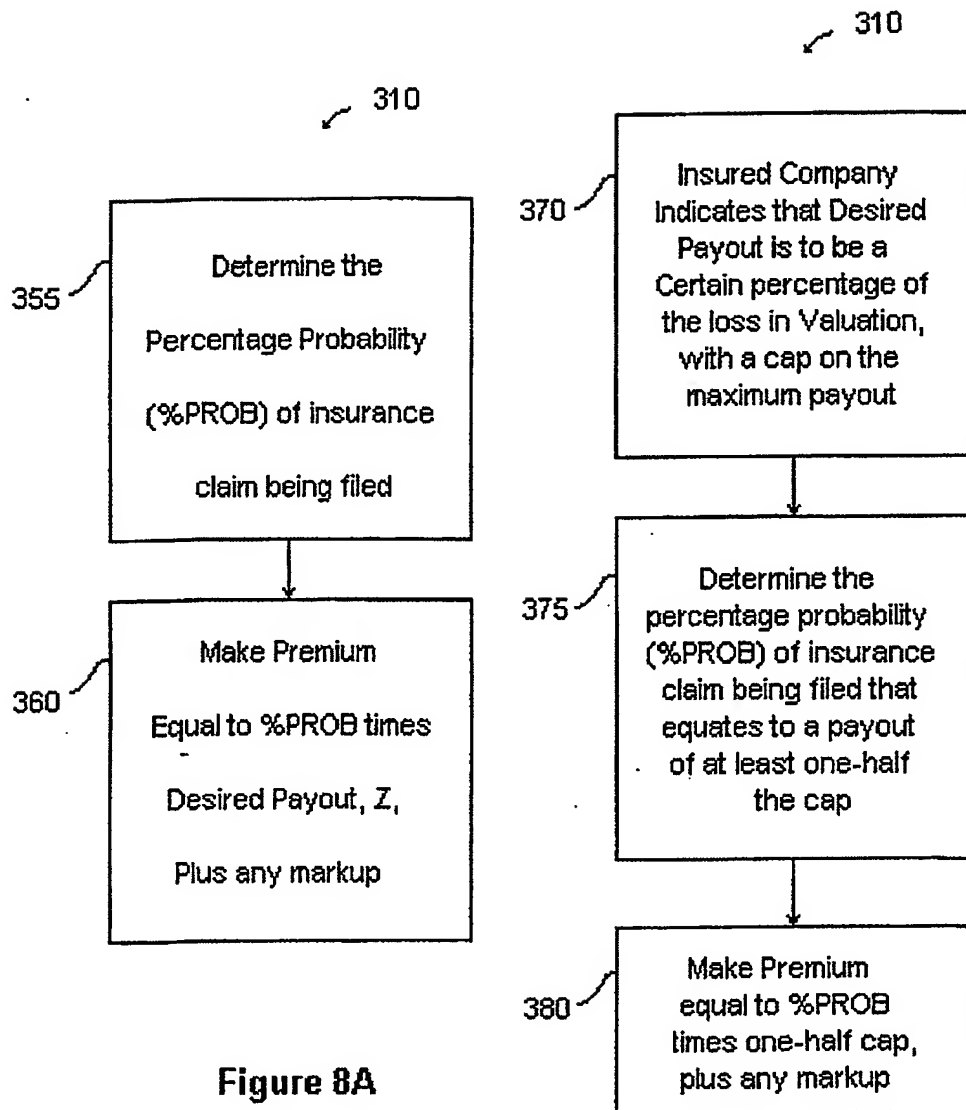 310
355
Determine the
Percentage Probability
(%PROB) of insurance
claim being filed
360
Make Premium
Equal to %PROB times
Desired Payout, Z,
Plus any markup
Figure 8A
310
370
Insured Company
Indicates that Desired
Payout is to be a
Certain percentage of
the loss in Valuation,
with a cap on the
maximum payout
375
Determine the
percentage probability
(%PROB) of insurance
claim being filed that
equates to a payout
of at least one-half
the cap
380
Make Premium
equal to %PROB
times one-half cap,
plus any markup